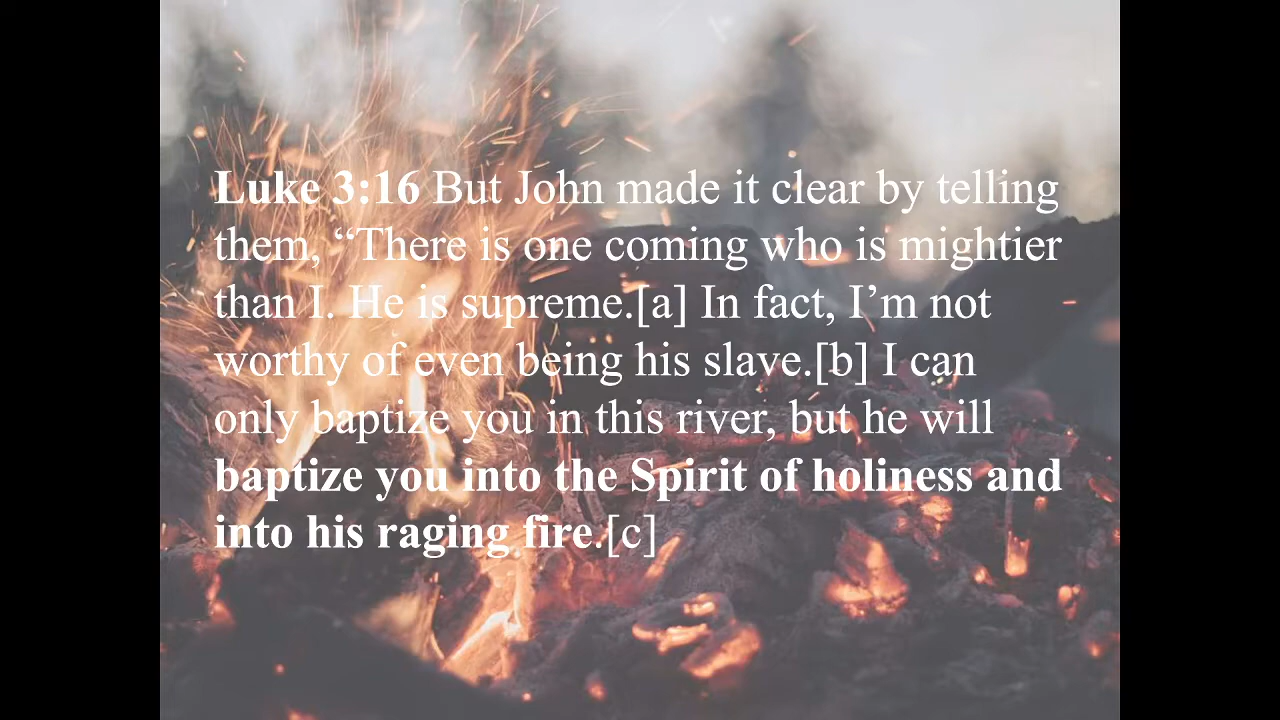 Luke 3:16 But John made it clear by telling
them, “There is one coming who is mightier
than I. He is supreme.[a] In fact, I’m not
worthy of even being his slave.[b] I can
only baptize you in this river, but he will
baptize you into the Spirit of holiness and
into his raging fire.[c]